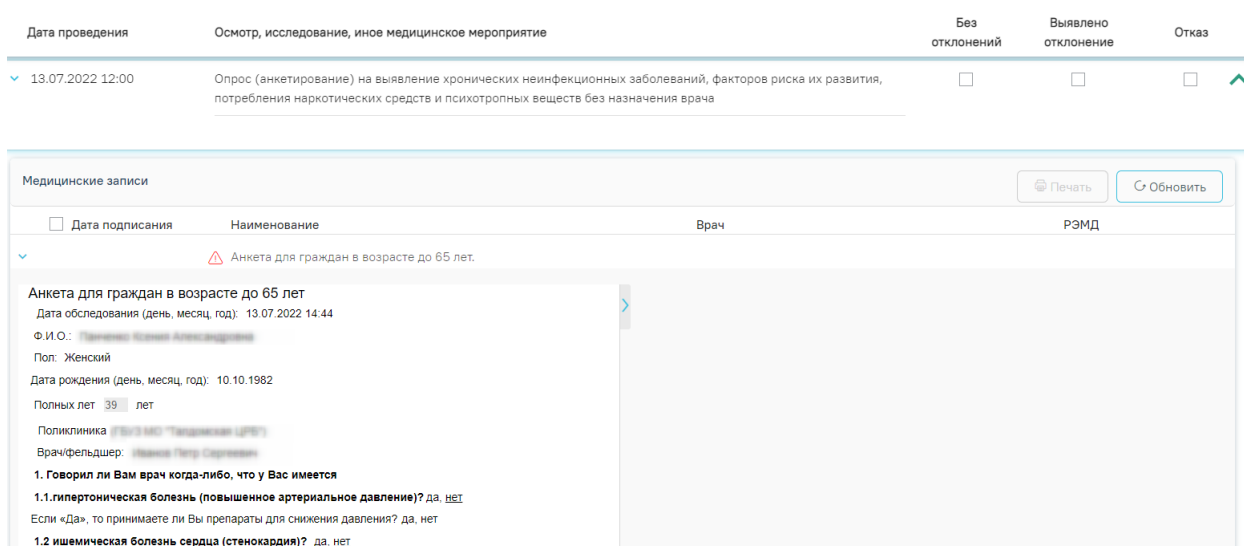 Дата проведения
Осмотр, исследование, иное медицинское мероприятие
Без отклонений
Выявлено отклонение
Отказ
13.07.2022 12:00
Опрос (анкетирование) на выявление хронических неинфекционных заболеваний, факторов риска их развития,
потребления наркотических средств и психотропных веществ без назначения врача
Медицинские записи
Печать
Обновить
Дата подписания
Наименование
Врач
РЭМД
Анкета для граждан в возрасте до 65 лет.
Анкета для граждан в возрасте до 65 лет
Дата обследования (день, месяц, год): 13.07.2022 14:44
Ф.И.О.:
Пол: Женский
Дата рождения (день, месяц, год): 10.10.1982
Полных лет 39 лет
Поликлиника
Врач/фельдшер:
1. Говорил ли Вам врач когда-либо, что у Вас имеется
1.1.гипертоническая болезнь (повышенное артериальное давление)? да, нет
Если «Да», то принимаете ли Вы препараты для снижения давления? да, нет
1.2 ишемическая болезнь сердца (стенокардия)? да, нет